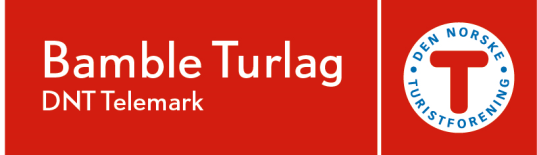 Bamble Turlag
DNT Telemark
• DEN NORSKE •
TURISTFORENING
T